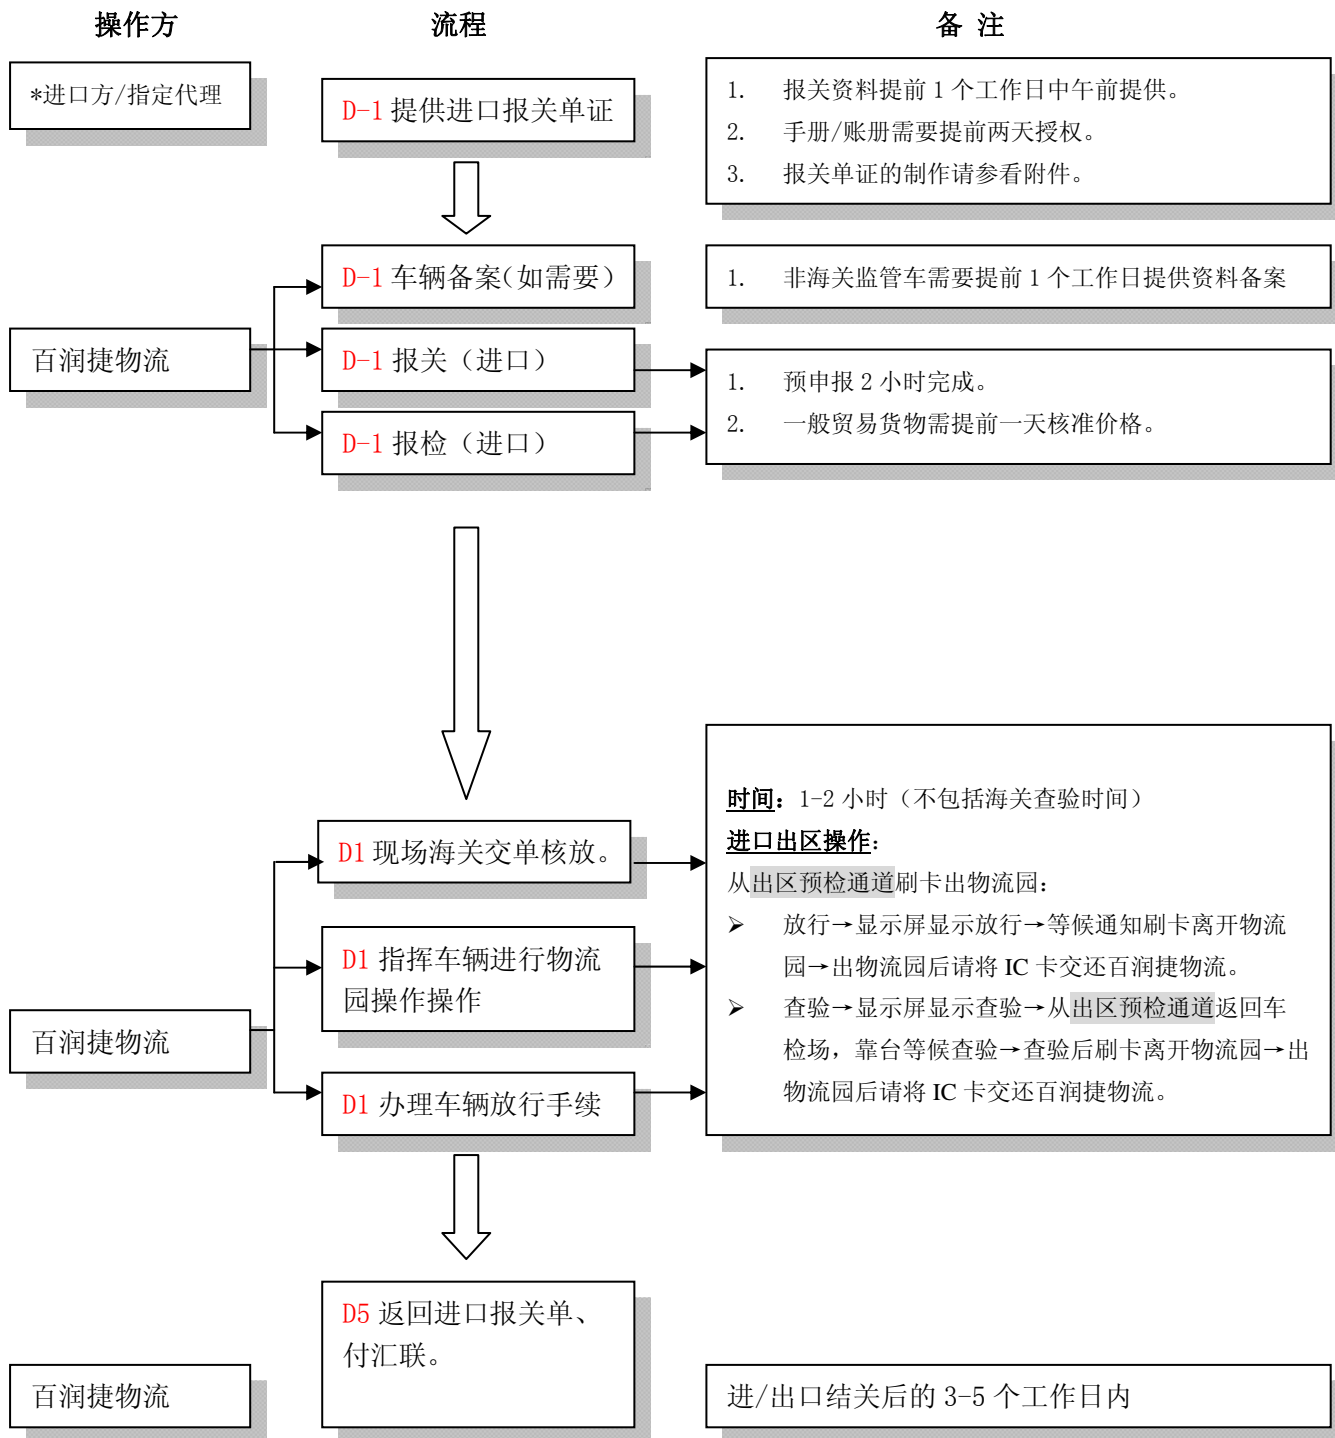 操作方 流程 备 注
*进口方/指定代理
D-1 提供进口报关单证
1. 报关资料提前 1 个工作日中午前提供。
2. 手册/账册需要提前两天授权。
3. 报关单证的制作请参看附件。
D-1 车辆备案(如需要)
1. 非海关监管车需要提前 1 个工作日提供资料备案
百润捷物流
D-1 报关（进口）
D-1 报检（进口）
1. 预申报 2 小时完成。
2. 一般贸易货物需提前一天核准价格。
D1 现场海关交单核放。
D1 指挥车辆进行物流
园操作操作
百润捷物流
D1 办理车辆放行手续
时间：1-2 小时（不包括海关查验时间）
进口出区操作：
从出区预检通道刷卡出物流园：
➢ 放行→显示屏显示放行→等候通知刷卡离开物流
园→出物流园后请将 IC 卡交还百润捷物流。
➢ 查验→显示屏显示查验→从出区预检通道返回车
检场，靠台等候查验→查验后刷卡离开物流园→出
物流园后请将 IC 卡交还百润捷物流。
D5 返回进口报关单、
付汇联。
百润捷物流
进/出口结关后的 3-5 个工作日内